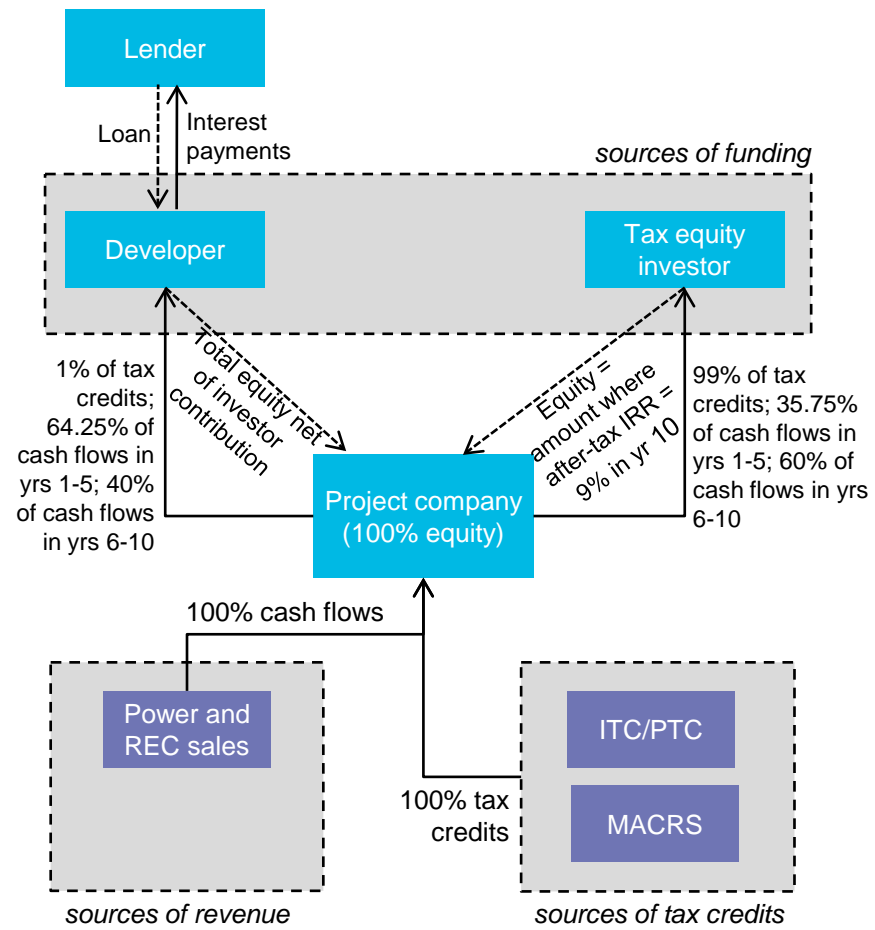 Lender
Loan
Interest
payments
sources of funding
Developer
Tax equity
investor
1% of tax
credits;
64.25% of
cash flows in
yrs 1-5; 40%
of cash flows
in yrs 6-10
Total equity net
of investor
contribution
Equity =
amount where
after-tax IRR =
9% in yr 10
99% of tax
credits; 35.75%
of cash flows in
yrs 1-5; 60% of
cash flows in yrs
6-10
Project company
(100% equity)
100% cash flows
Power and
REC sales
ITC/PTC
100% tax
credits
MACRS
sources of revenue
sources of tax credits